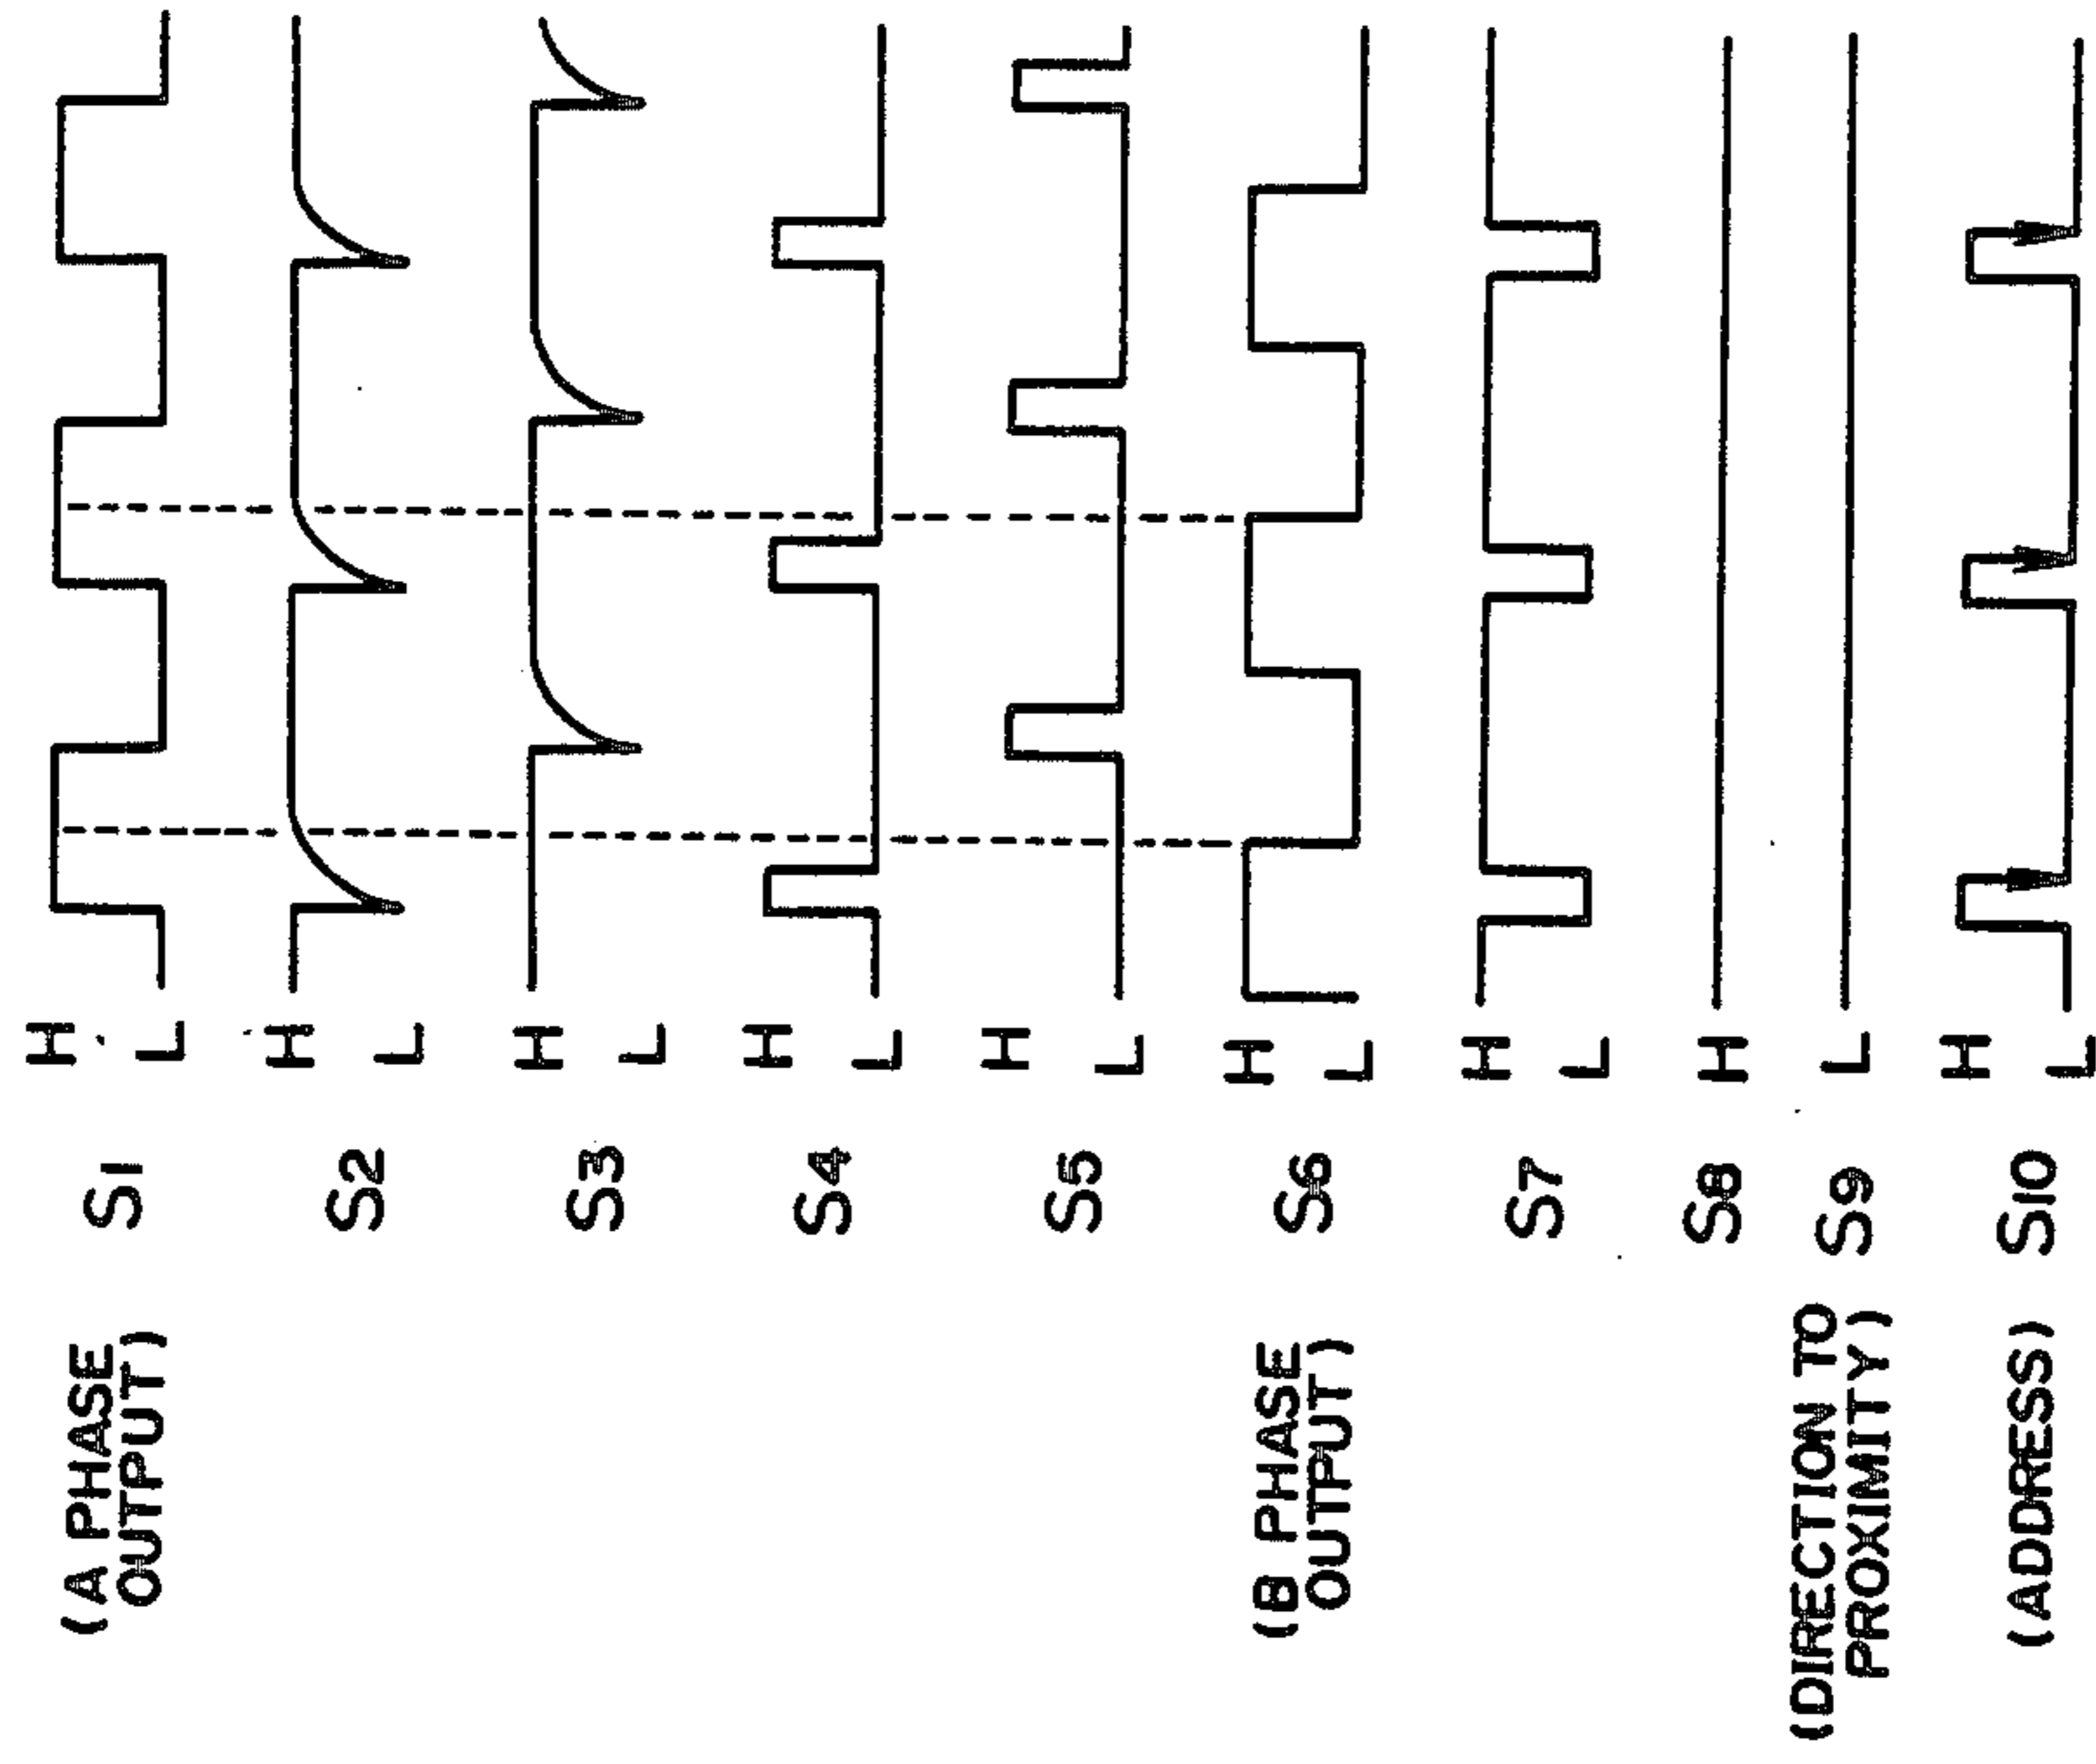 (A PHASE
OUTPUT)
S1
H
L
S2
H
L
S3
H
L
S4
H
L
S5
H
L
(B PHASE
OUTPUT)
S6
H
L
S7
H
L
S8
H
(DIRECTION TO
PROXIMITY)
S9
L
(ADDRESS)
S10
H
L